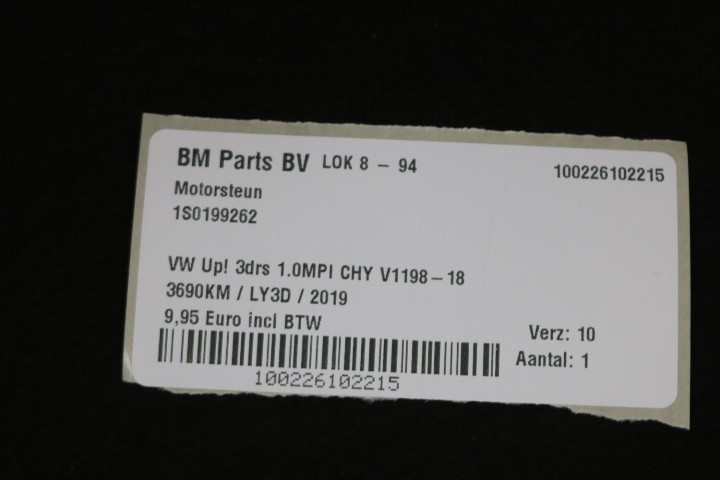 BM Parts BV LOK 8 - 94 100226102215
Motorsteun
1S0199262
VW Up! 3drs 1.0MPI CHY V1198-18
3690KM / LY3D / 2019
9,95 Euro incl BTW
Verz: 10
Aantal: 1
100226102215